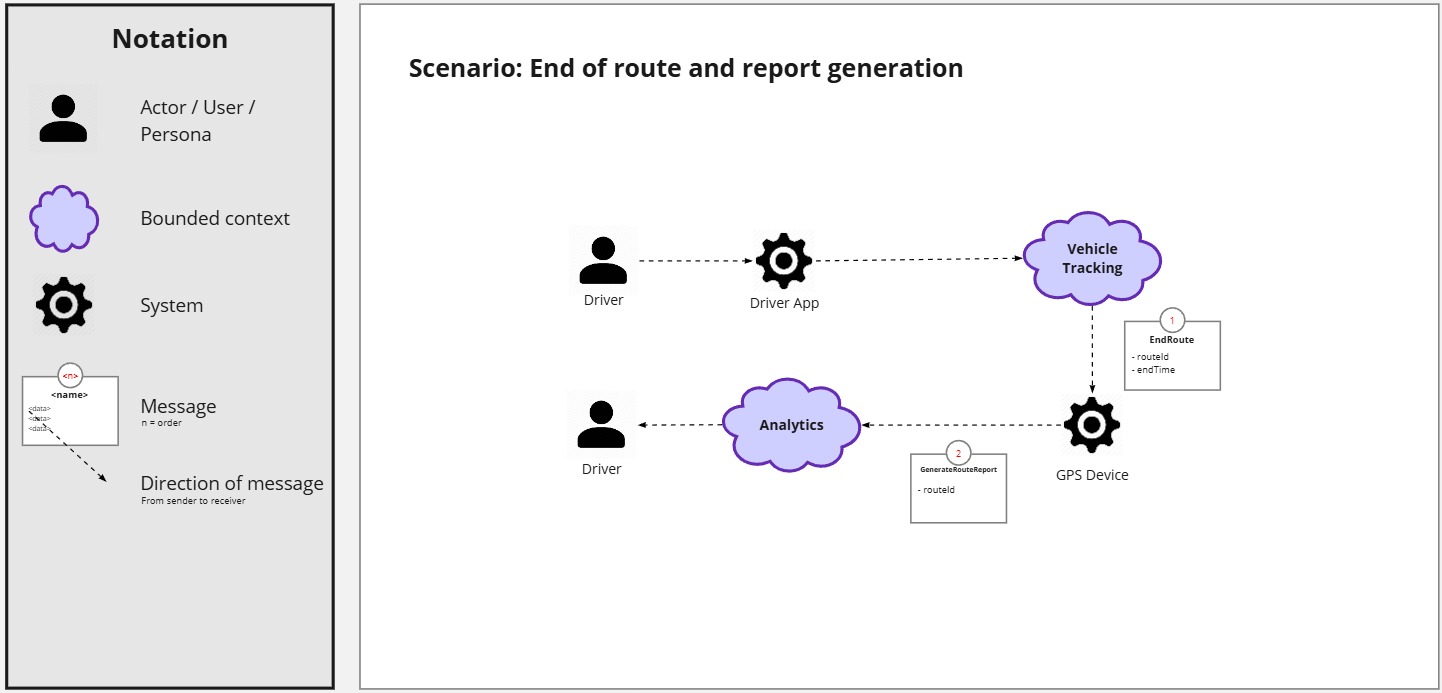 Notation
Actor / User /
Persona
Bounded context
System
<n>
<name>
<data>
<data>
<data>
Message
n = order
Direction of message
From sender to receiver
Scenario: End of route and report generation
Driver
Driver App
Vehicle
Tracking
1
EndRoute
- routeId
- endTime
Driver
Analytics
GPS Device
2
GenerateRouteReport
- routeId